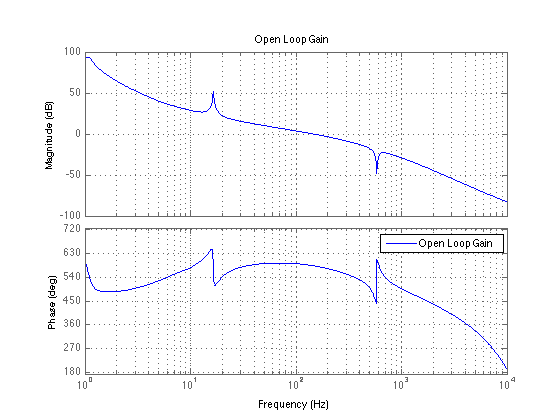 Open Loop Gain
Magnitude (dB)
100
50
0
-50
-100
Phase (deg)
720
630
540
450
360
270
180
Open Loop Gain
10^0 10^1 10^2 10^3 10^4
Frequency (Hz)